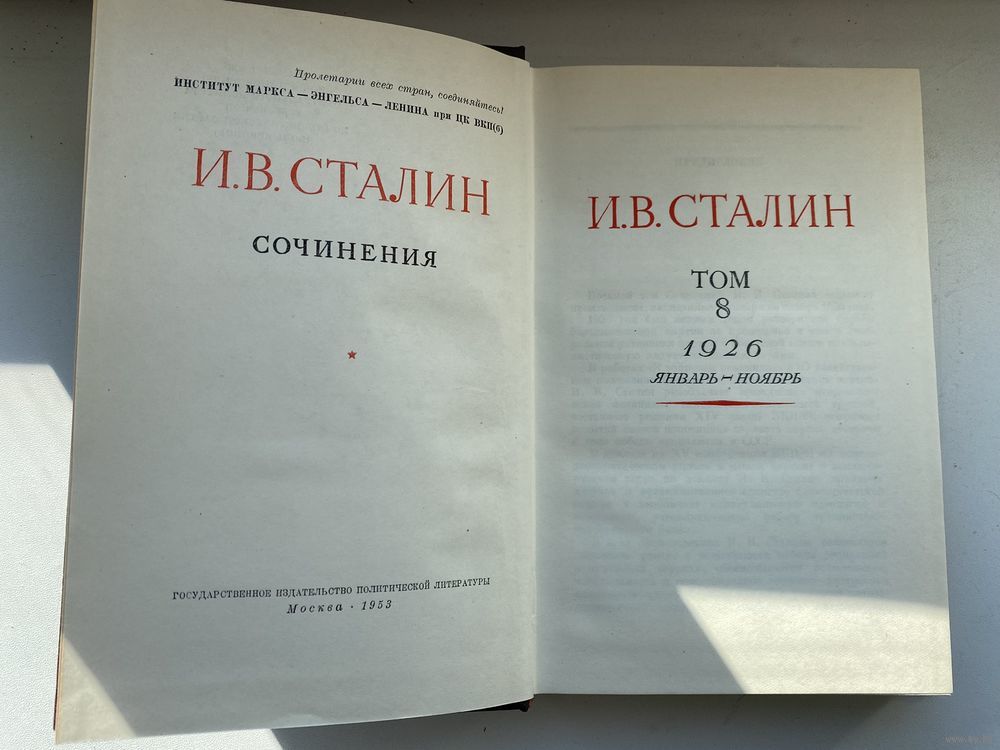 Пролетарии всех стран, соединяйтесь!
ИНСТИТУТ МАРКСА — ЭНГЕЛЬСА — ЛЕНИНА при ЦК ВКП(б)
И.В. СТАЛИН
СОЧИНЕНИЯ
ГОСУДАРСТВЕННОЕ ИЗДАТЕЛЬСТВО ПОЛИТИЧЕСКОЙ ЛИТЕРАТУРЫ
Москва · 1953
И.В. СТАЛИН
ТОМ
8
1926
ЯНВАРЬ – НОЯБРЬ